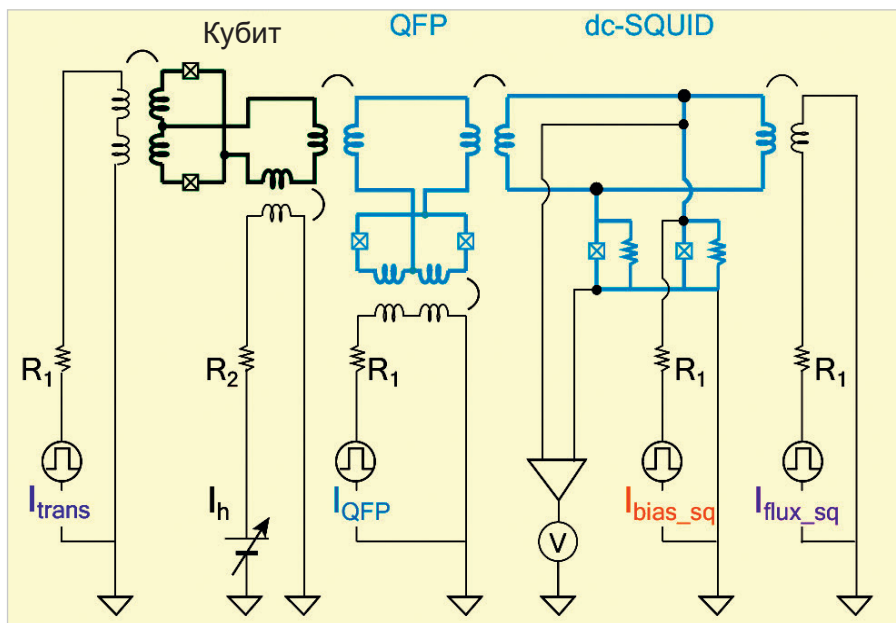 Кубит QFP dc-SQUID
R1 R2 R1 R1 R1
Itrans Ih IQFP V Ibias_sq Iflux_sq